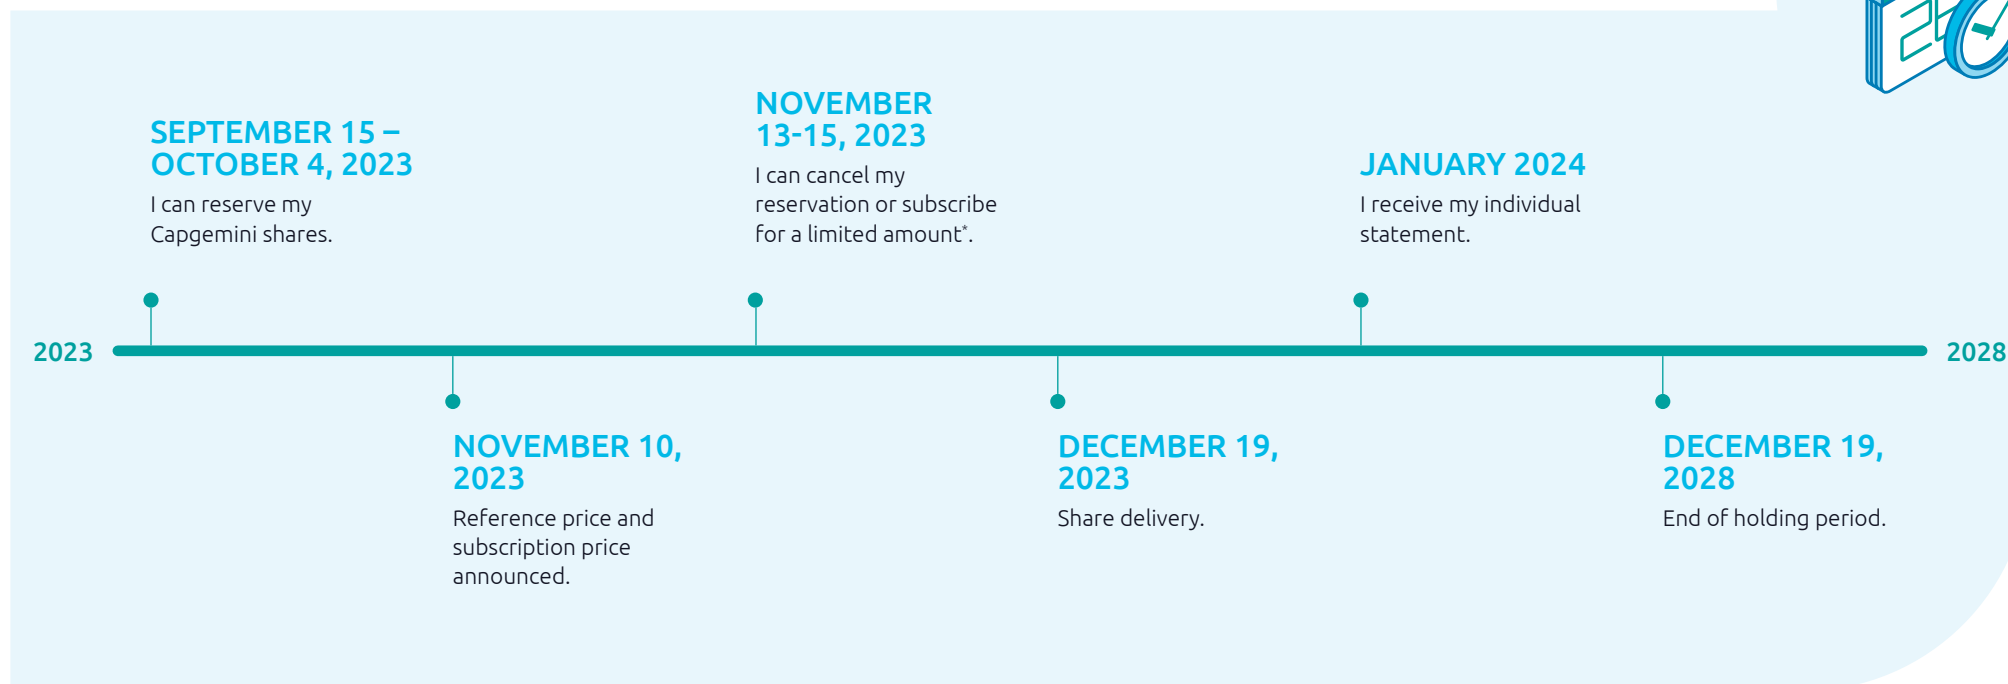 SEPTEMBER 15 –
OCTOBER 4, 2023
I can reserve my
Capgemini shares.
NOVEMBER
13-15, 2023
I can cancel my
reservation or subscribe
for a limited amount*.
JANUARY 2024
I receive my individual
statement.
2023
2028
NOVEMBER 10,
2023
Reference price and
subscription price
announced.
DECEMBER 19,
2023
Share delivery.
DECEMBER 19,
2028
End of holding period.